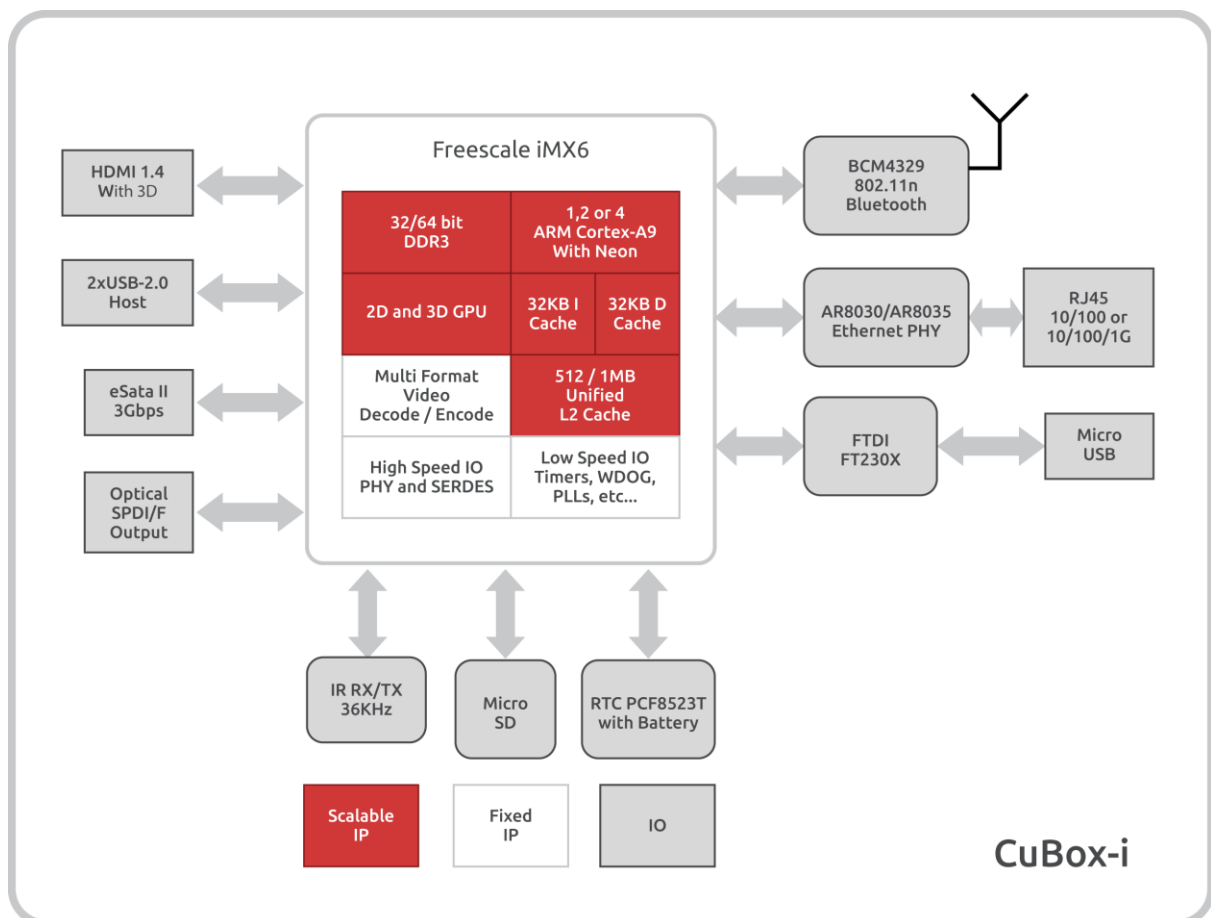 Freescale iMX6
HDMI 1.4
With 3D
2xUSB-2.0
Host
eSata II
3Gbps
Optical
SPDI/F
Output
32/64 bit
DDR3
1,2 or 4
ARM Cortex-A9
With Neon
2D and 3D GPU
32KB I
Cache
32KB D
Cache
Multi Format
Video
Decode / Encode
512 / 1MB
Unified
L2 Cache
High Speed IO
PHY and SERDES
Low Speed IO
Timers, WDOG,
PLLs, etc...
BCM4329
802.11n
Bluetooth
AR8030/AR8035
Ethernet PHY
RJ45
10/100 or
10/100/1G
FTDI
FT230X
Micro
USB
IR RX/TX
36KHz
Micro
SD
RTC PCF8523T
with Battery
Scalable
IP
Fixed
IP
IO
CuBox-i